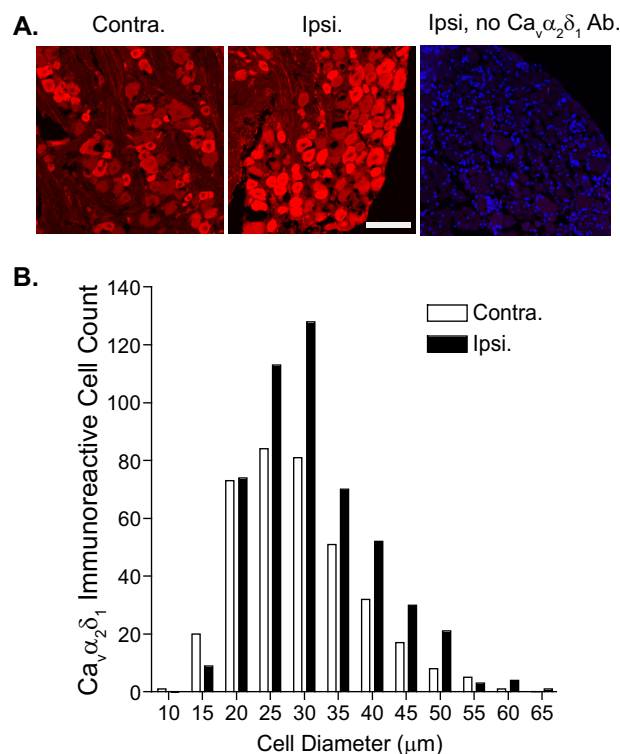 A.
Contra.
Ipsi.
Ipsi, no Caᵥα₂δ₁ Ab.
B.
Caᵥα₂δ₁ Immunoreactive Cell Count
140
120
100
80
60
40
20
0
Contra.
Ipsi.
10 15 20 25 30 35 40 45 50 55 60 65
Cell Diameter (μm)